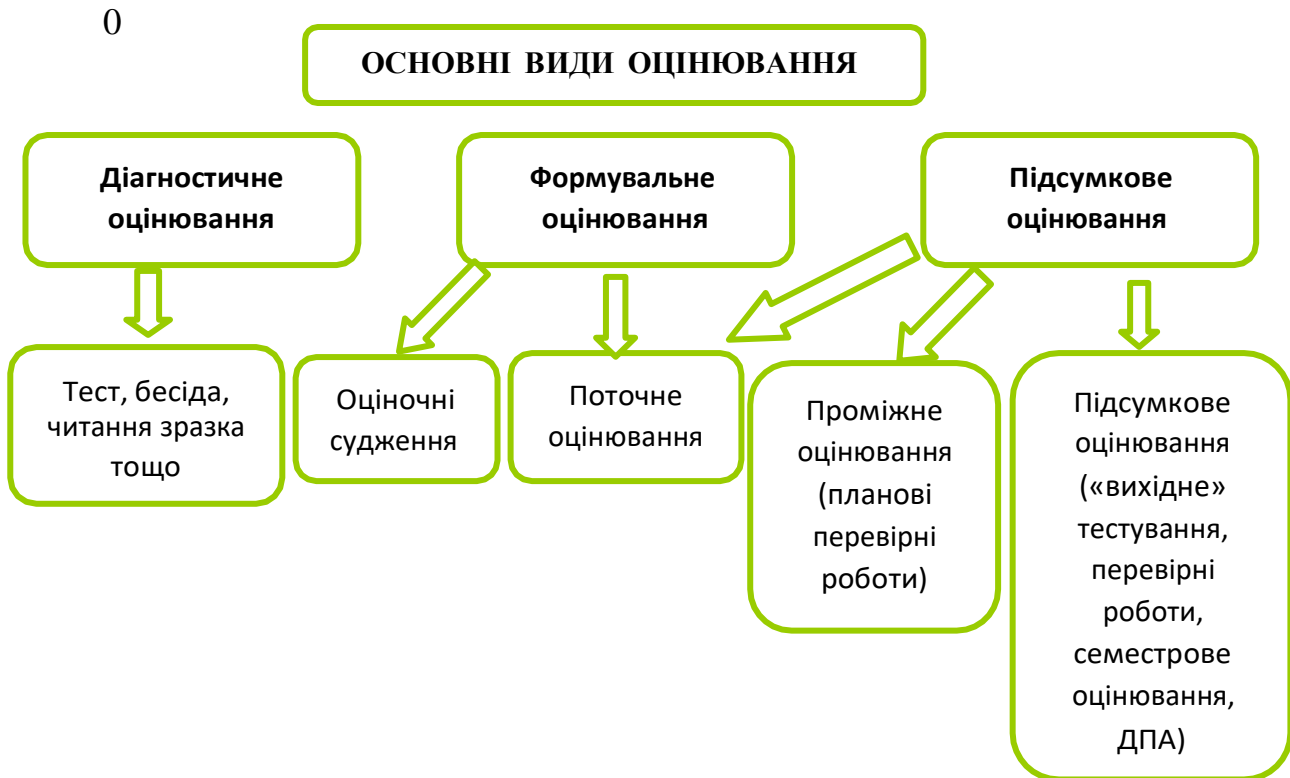 0
ОСНОВНІ ВИДИ ОЦІНЮВАННЯ
Діагностичне
оцінювання
Формувальне
оцінювання
Підсумкове
оцінювання
Тест, бесіда,
читання зразка
тощо
Оціночні
судження
Поточне
оцінювання
Проміжне
оцінювання
(планові
перевірні
роботи)
Підсумкове
оцінювання
(«вихідне»
тестування,
перевірні
роботи,
семестрове
оцінювання,
ДПА)